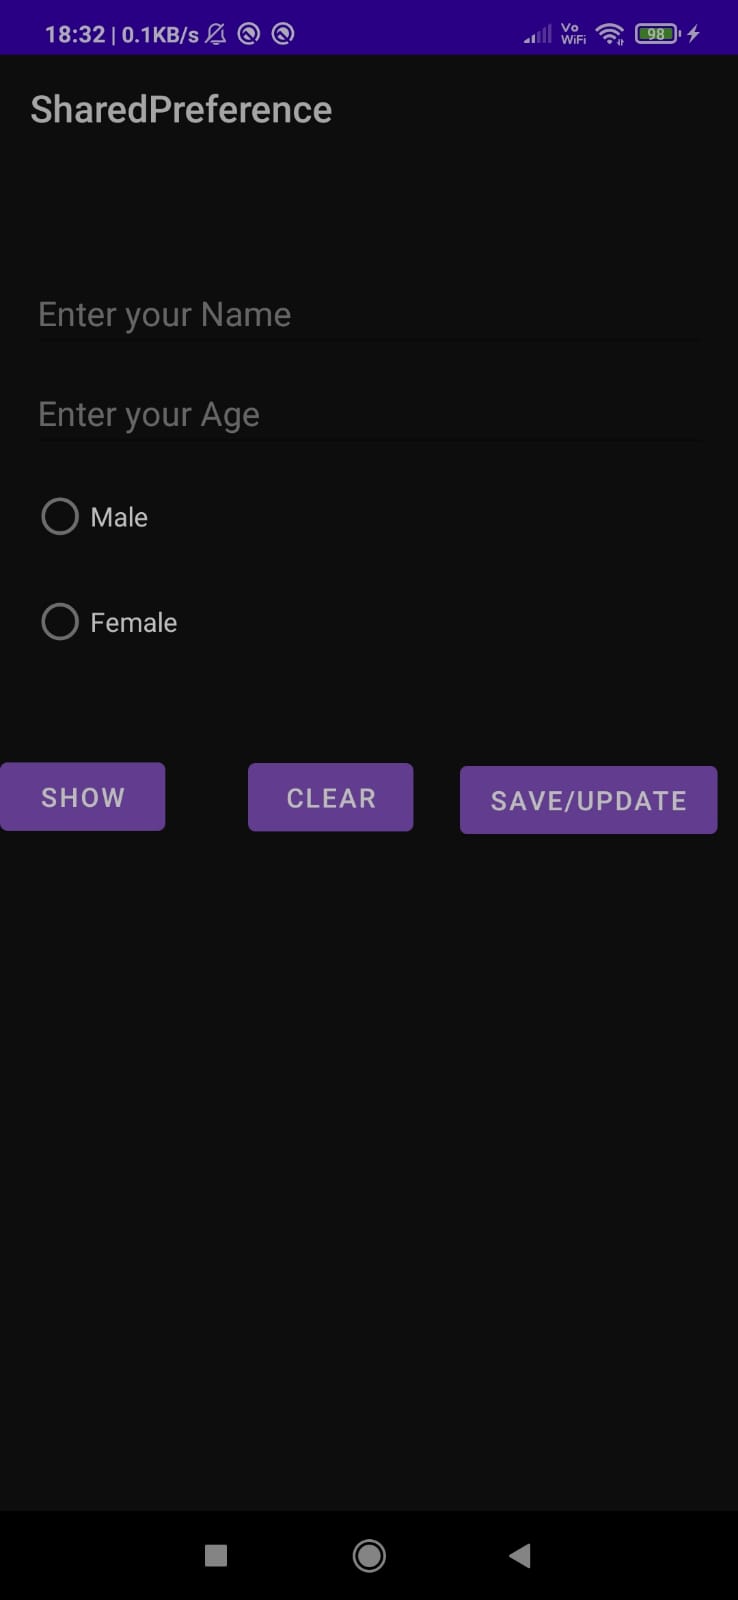 18:32 | 0.1KB/s Vo WiFi 98
SharedPreference
Enter your Name
Enter your Age
Male
Female
SHOW CLEAR SAVE/UPDATE